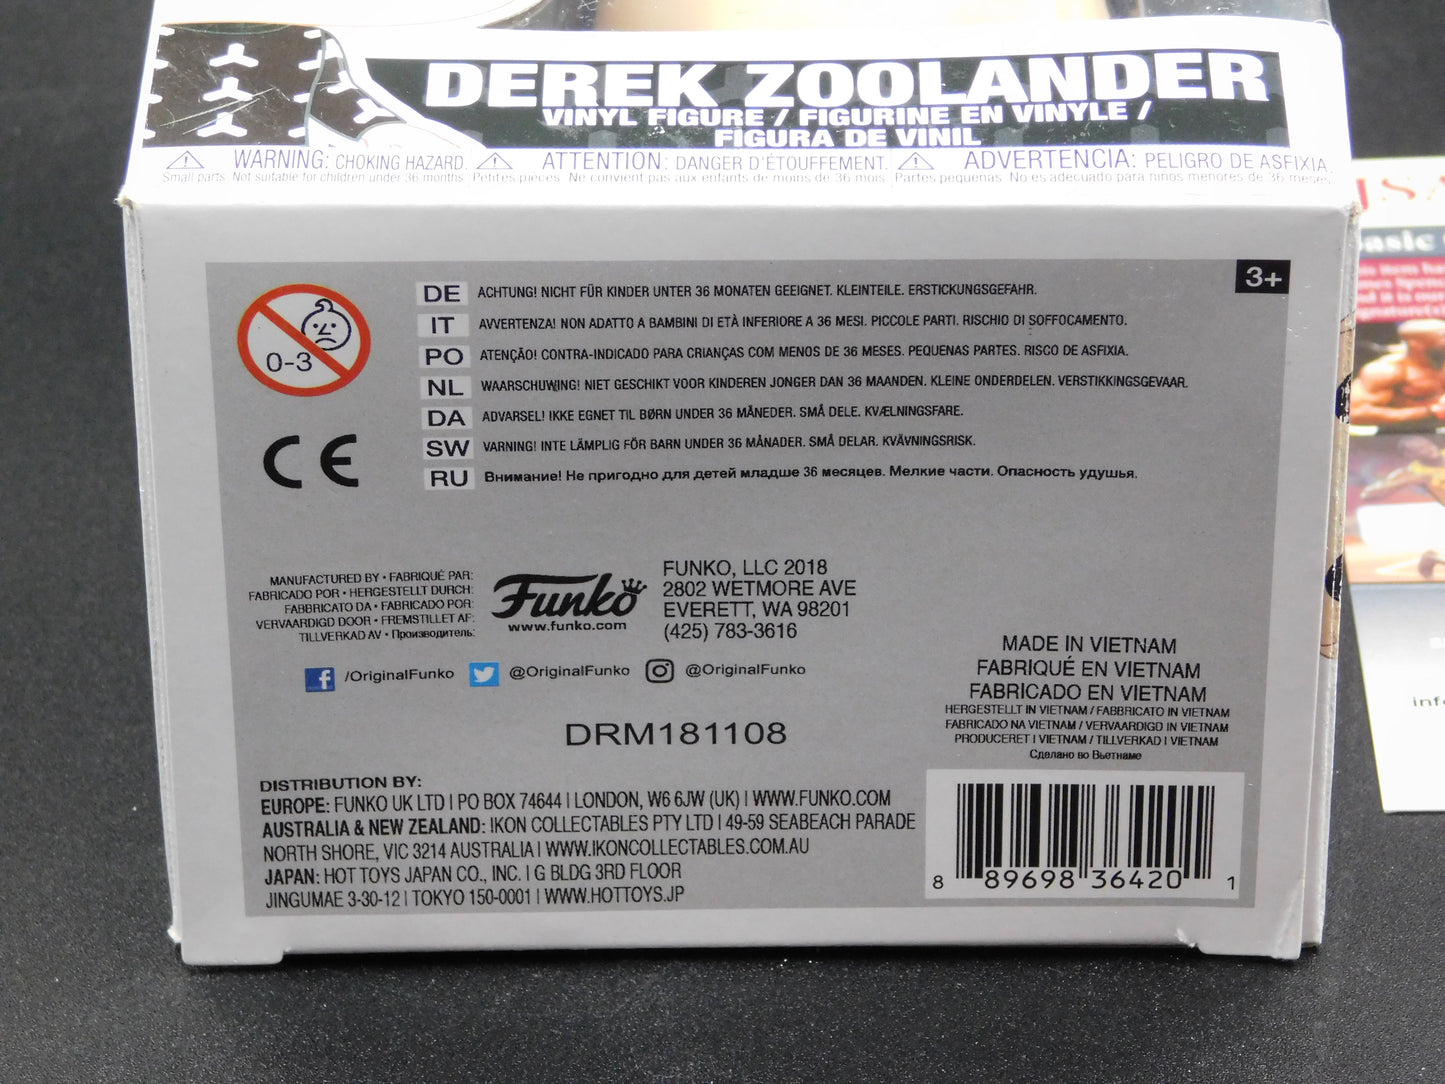 DEREK ZOOLANDER
VINYL FIGURE / FIGURINE EN VINYLE /
FIGURA DE VINIL
WARNING: CHOKING HAZARD.
Small parts. Not suitable for children under 36 months.
ATTENTION: DANGER D'ÉTOUFFEMENT.
Petites pièces. Ne convient pas aux enfants de moins de 36 mois.
ADVERTENCIA: PELIGRO DE ASFIXIA.
Partes pequenas. No es adecuado para niños menores de 36 meses.
3+
0-3
DE ACHTUNG! NICHT FÜR KINDER UNTER 36 MONATEN GEEIGNET. KLEINTEILE. ERSTICKUNGSGEFAHR.
IT AVVERTENZA! NON ADATTO A BAMBINI DI ETÀ INFERIORE A 36 MESI. PICCOLE PARTI. RISCHIO DI SOFFOCAMENTO.
PO ATENÇÃO! CONTRA-INDICADO PARA CRIANÇAS COM MENOS DE 36 MESES. PEQUENAS PARTES. RISCO DE ASFIXIA.
NL WAARSCHUWING! NIET GESCHIKT VOOR KINDEREN JONGER DAN 36 MAANDEN. KLEINE ONDERDELEN. VERSTIKKINGSGEVAAR.
DA ADVARSEL! IKKE EGNET TIL BØRN UNDER 36 MÅNEDER. SMÅ DELE. KVÆLNINGSFARE.
SW VARNING! INTE LÄMPLIG FÖR BARN UNDER 36 MÅNADER. SMÅ DELAR. KVÄVNINGSRISK.
RU Внимание! Не пригодно для детей младше 36 месяцев. Мелкие части. Опасность удушья.
CE
MANUFACTURED BY • FABRIQUÉ PAR:
FABRICADO POR • HERGESTELLT DURCH:
FABBRICATO DA • FABRICADO POR:
VERVAARDIGD DOOR • FREMSTILLET AF:
TILLVERKAD AV • Производитель:
Funko
www.funko.com
FUNKO, LLC 2018
2802 WETMORE AVE
EVERETT, WA 98201
(425) 783-3616
/OriginalFunko @OriginalFunko @OriginalFunko
DRM181108
MADE IN VIETNAM
FABRIQUÉ EN VIETNAM
FABRICADO EN VIETNAM
HERGESTELLT IN VIETNAM / FABBRICATO IN VIETNAM
FABRICADO NA VIETNAM / VERVAARDIGD IN VIETNAM
PRODUCERET I VIETNAM / TILLVERKAD I VIETNAM
Сделано во Вьетнаме
DISTRIBUTION BY:
EUROPE: FUNKO UK LTD | PO BOX 74644 | LONDON, W6 6JW (UK) | WWW.FUNKO.COM
AUSTRALIA & NEW ZEALAND: IKON COLLECTABLES PTY LTD | 49-59 SEABEACH PARADE
NORTH SHORE, VIC 3214 AUSTRALIA | WWW.IKONCOLLECTABLES.COM.AU
JAPAN: HOT TOYS JAPAN CO., INC. | G BLDG 3RD FLOOR
JINGUMAE 3-30-12 | TOKYO 150-0001 | WWW.HOTTOYS.JP
8 89698 36420 1